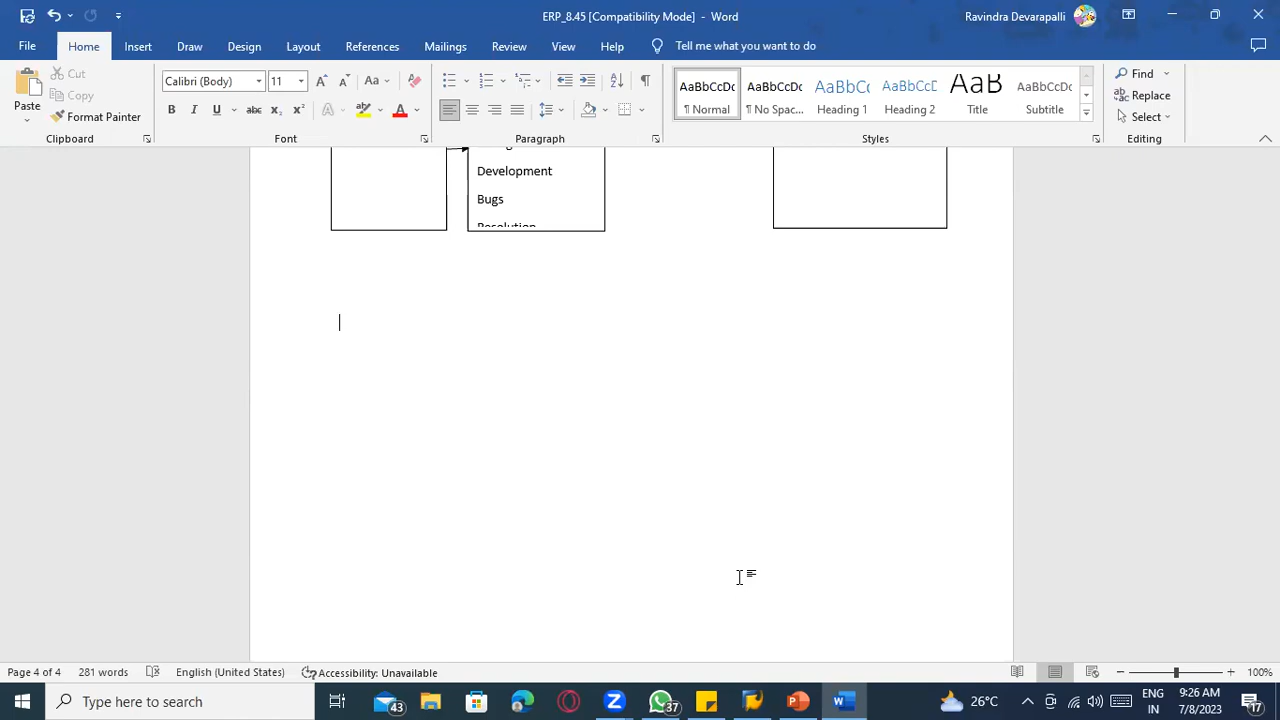 ERP_8.45 [Compatibility Mode] - Word
Ravindra Devarapalli
File Home Insert Draw Design Layout References Mailings Review View Help Tell me what you want to do
Paste
Cut
Copy
Format Painter
Clipboard
Calibri (Body) 11
Font
Paragraph
AaBbCcDc ¶ Normal
AaBbCcDc ¶ No Spac...
AaBbC Heading 1
AaBbCcD Heading 2
AaB Title
AaBbCcD Subtitle
Styles
Find
Replace
Select
Editing
Development
Bugs
Resolution
Page 4 of 4 281 words English (United States) Accessibility: Unavailable 100%
Type here to search
43
37
26°C
ENG
IN
9:26 AM
7/8/2023
17